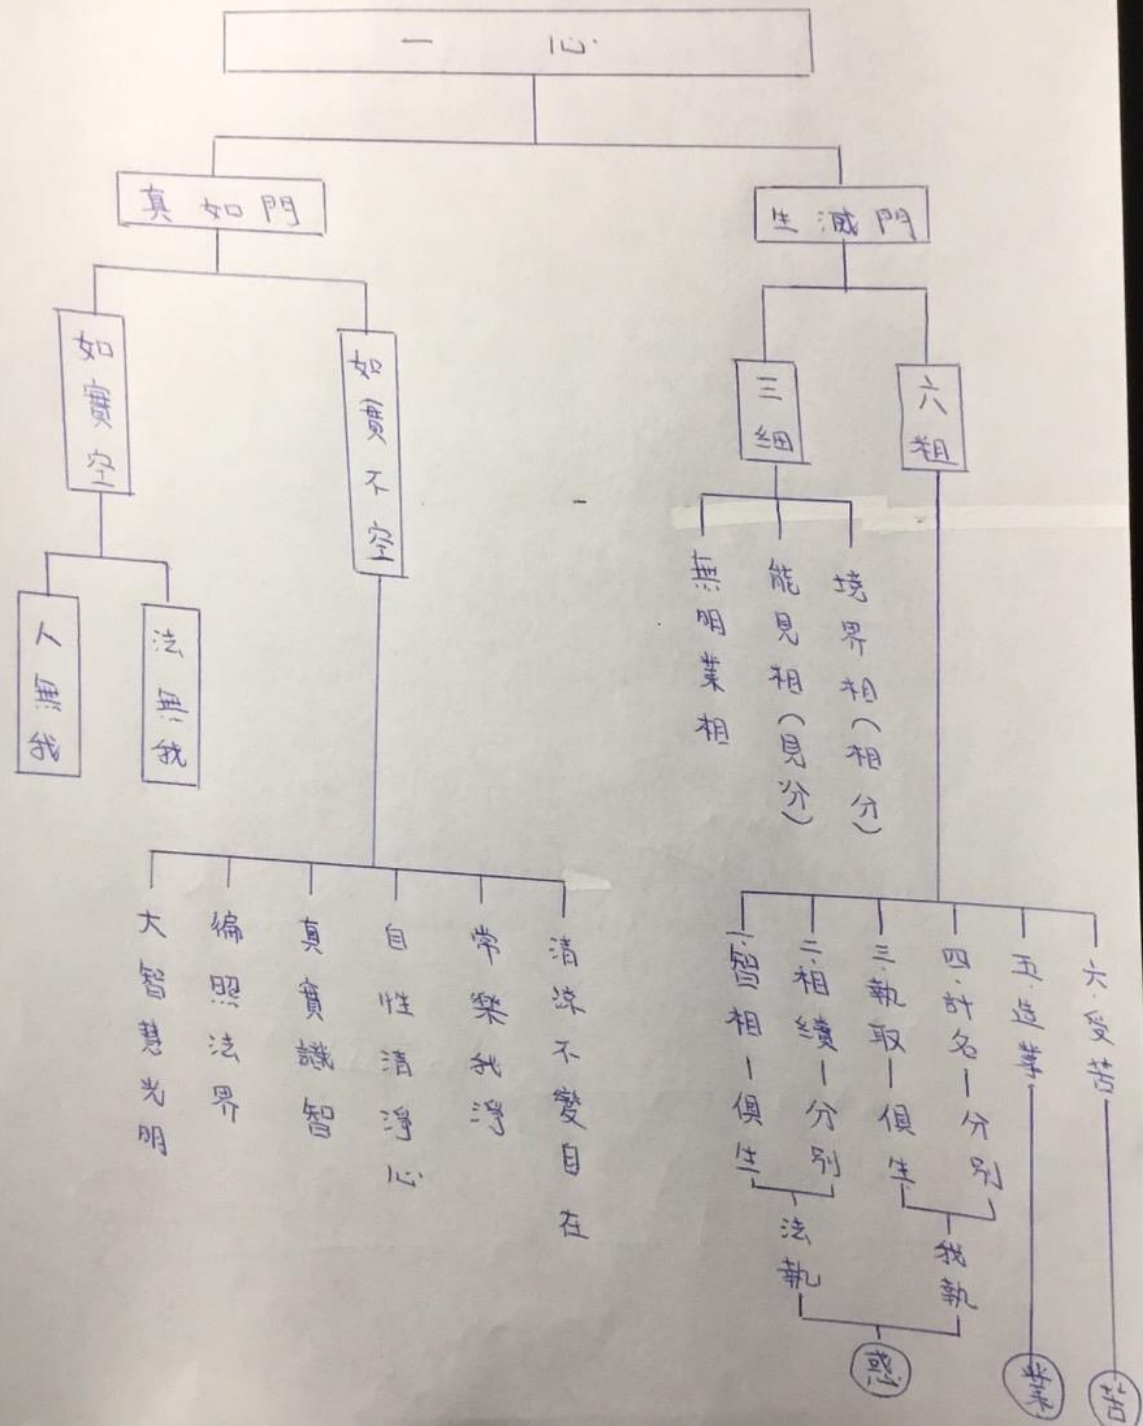 一心
真如門
生滅門
如實空
如實不空
三細
六粗
人無我
法無我
無明業相
能見相(見分)
境界相(相分)
大智慧光明
徧照法界
真實識智
自性清淨心
常樂我淨
清涼不變自在
一.智相-俱生
二.相續-分別
三.執取-俱生
四.計名-分別
五.造業
六.受苦
法執
我執
惑
業
苦